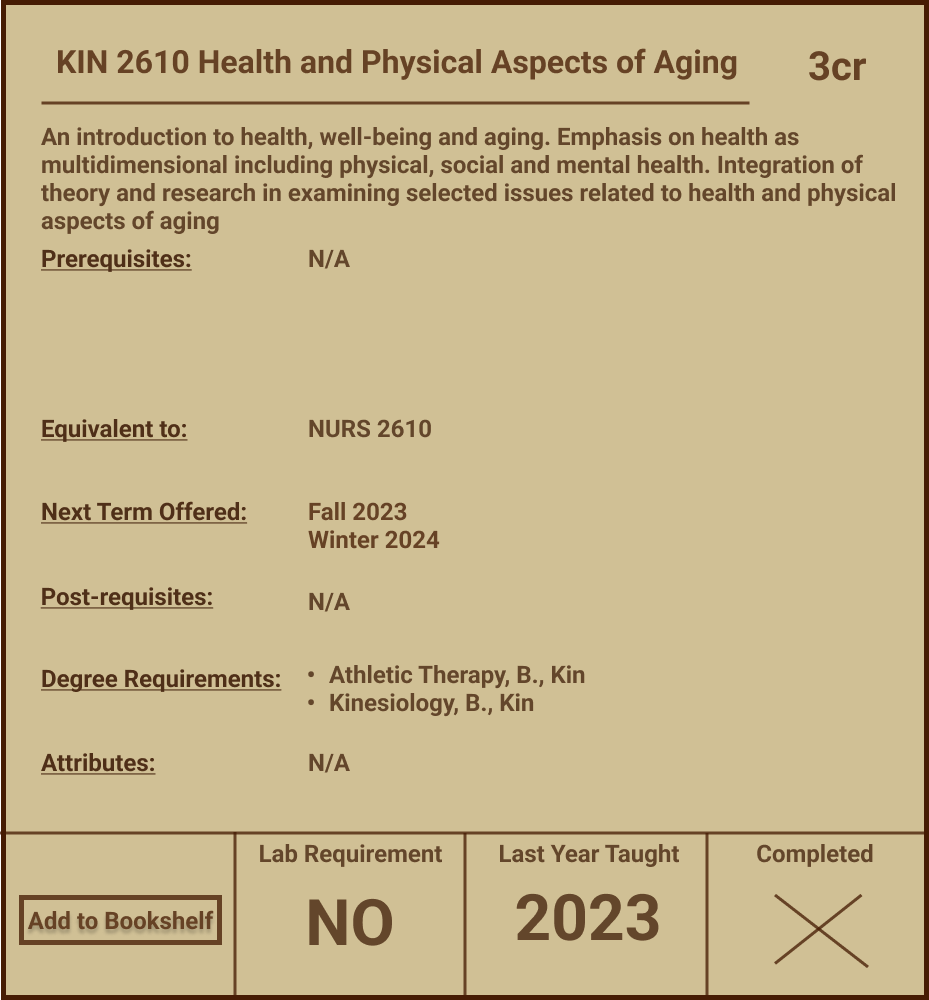 KIN 2610 Health and Physical Aspects of Aging 3cr
An introduction to health, well-being and aging. Emphasis on health as
multidimensional including physical, social and mental health. Integration of
theory and research in examining selected issues related to health and physical
aspects of aging
Prerequisites: N/A
Equivalent to: NURS 2610
Next Term Offered: Fall 2023
Winter 2024
Post-requisites: N/A
Degree Requirements: • Athletic Therapy, B., Kin
• Kinesiology, B., Kin
Attributes: N/A
Lab Requirement Last Year Taught Completed
Add to Bookshelf NO 2023